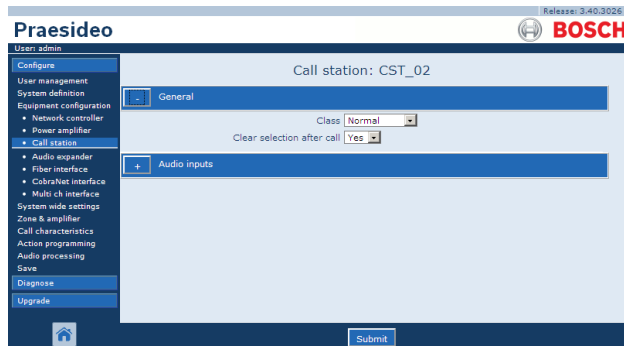 Release: 3.40.3026
Praesideo
BOSCH
User: admin
Configure
User management
System definition
Equipment configuration
• Network controller
• Power amplifier
• Call station
• Audio expander
• Fiber interface
• CobraNet interface
• Multi ch interface
System wide settings
Zone & amplifier
Call characteristics
Action programming
Audio processing
Save
Diagnose
Upgrade
Call station: CST_02
- General
Class Normal
Clear selection after call Yes
+ Audio inputs
Submit